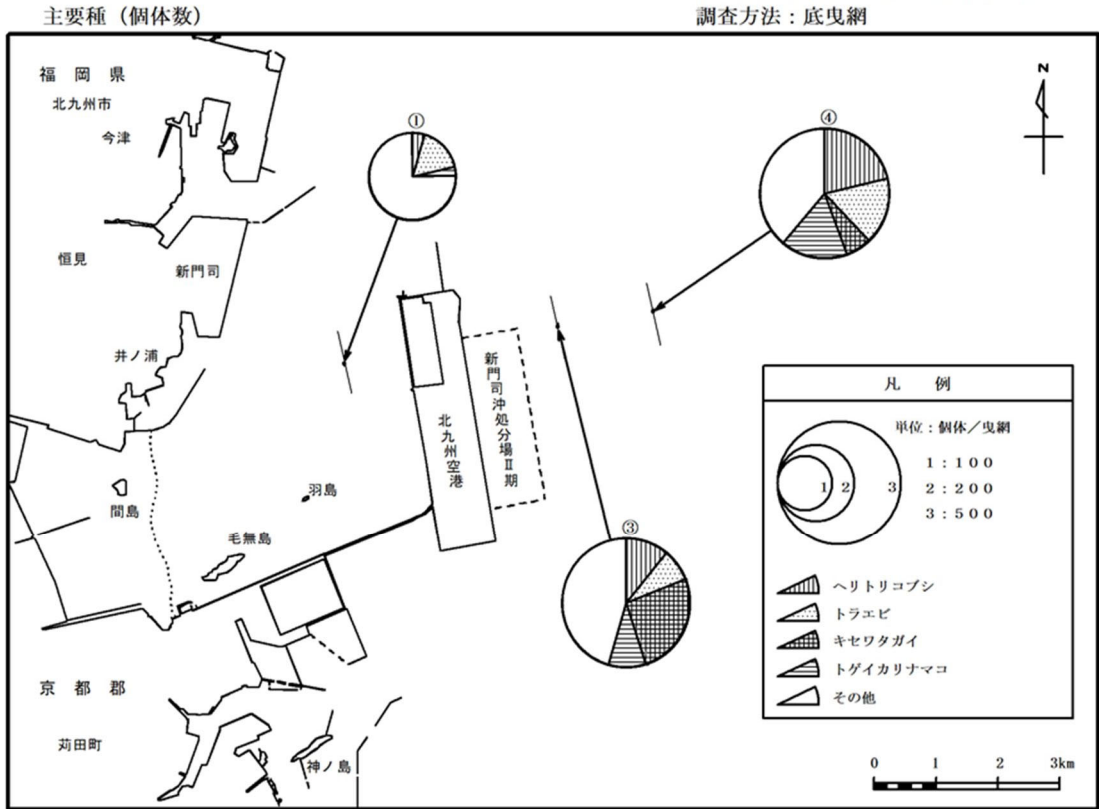 主要種（個体数）
調査方法：底曳網
福岡県
北九州市
今津
恒見
新門司
井ノ浦
間島
羽島
毛無島
京都郡
苅田町
神ノ島
北九州空港
新門司沖処分場Ⅱ期
①
④
③
N
凡例
単位：個体／曳網
1 2 3
1：100
2：200
3：500
ヘリトリコブシ
トラエビ
キセワタガイ
トゲイカリナマコ
その他
0 1 2 3km